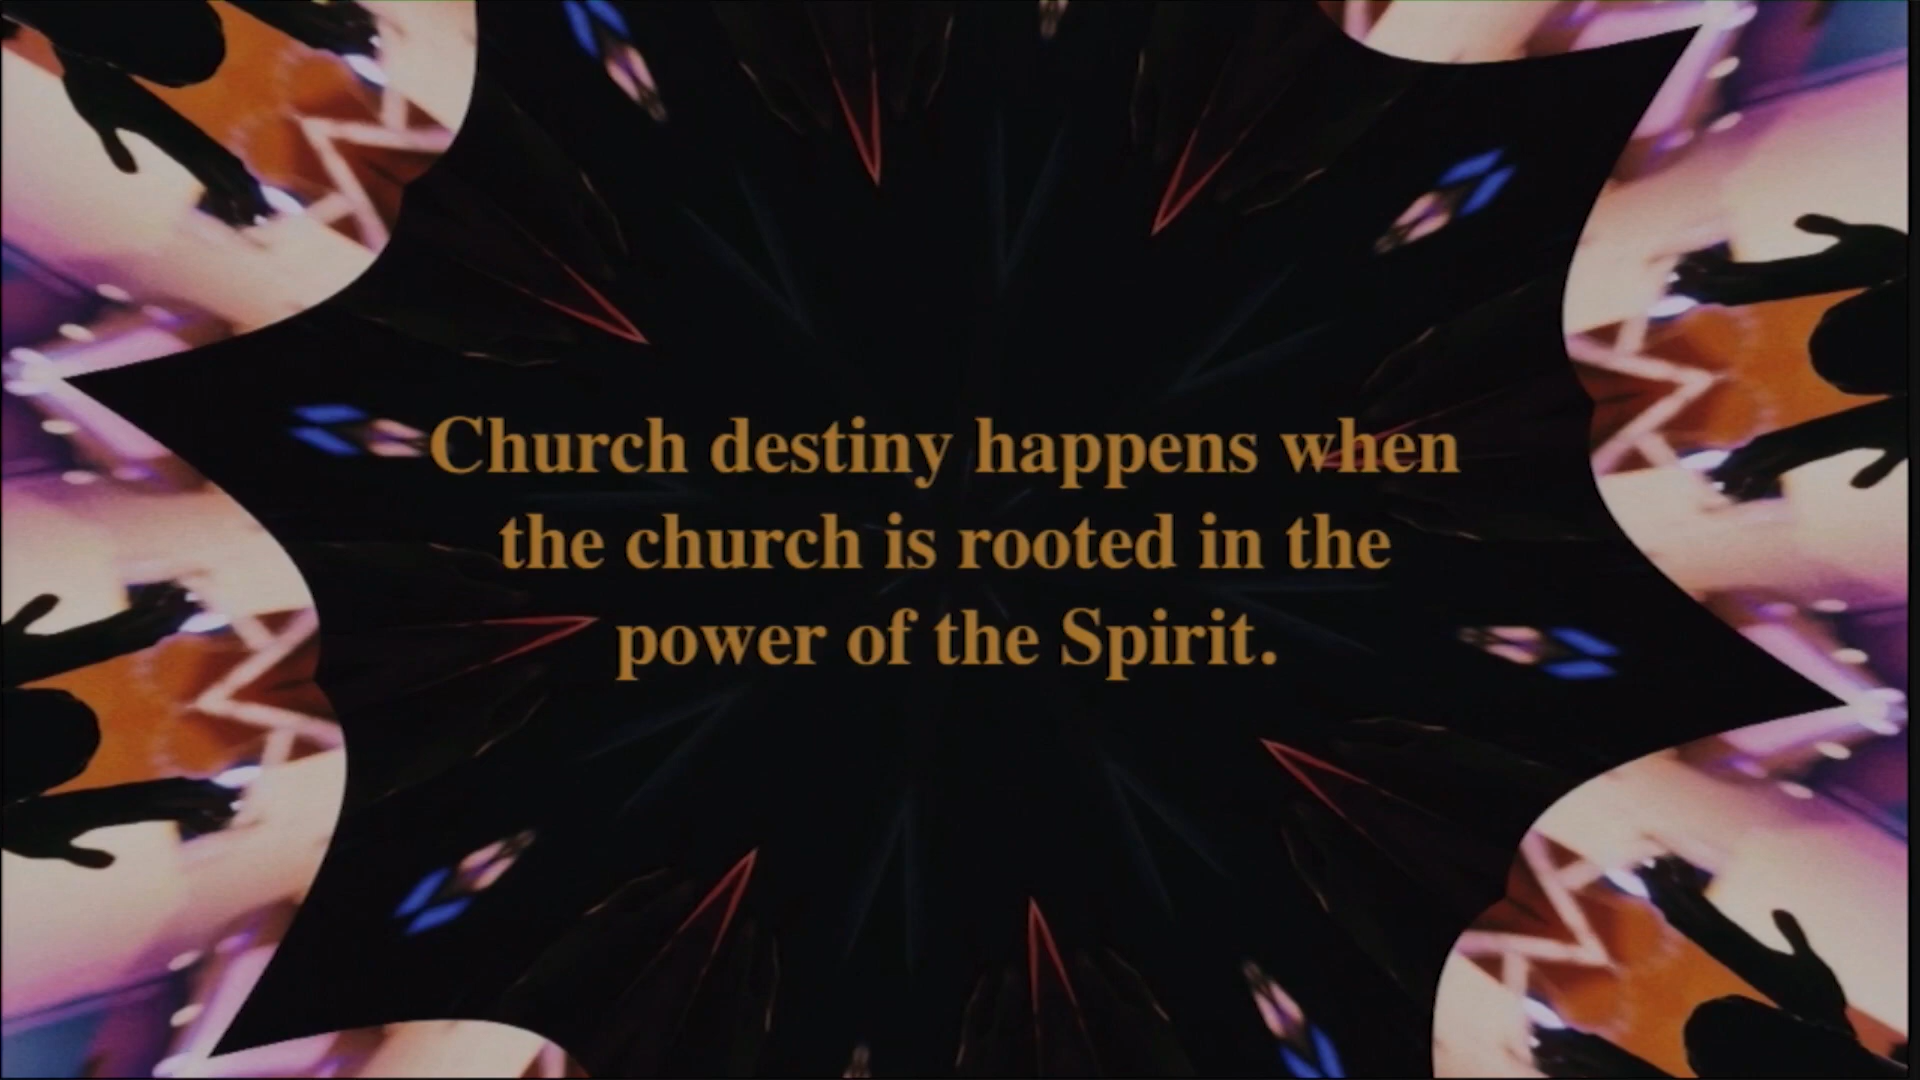 Church destiny happens when
the church is rooted in the
power of the Spirit.